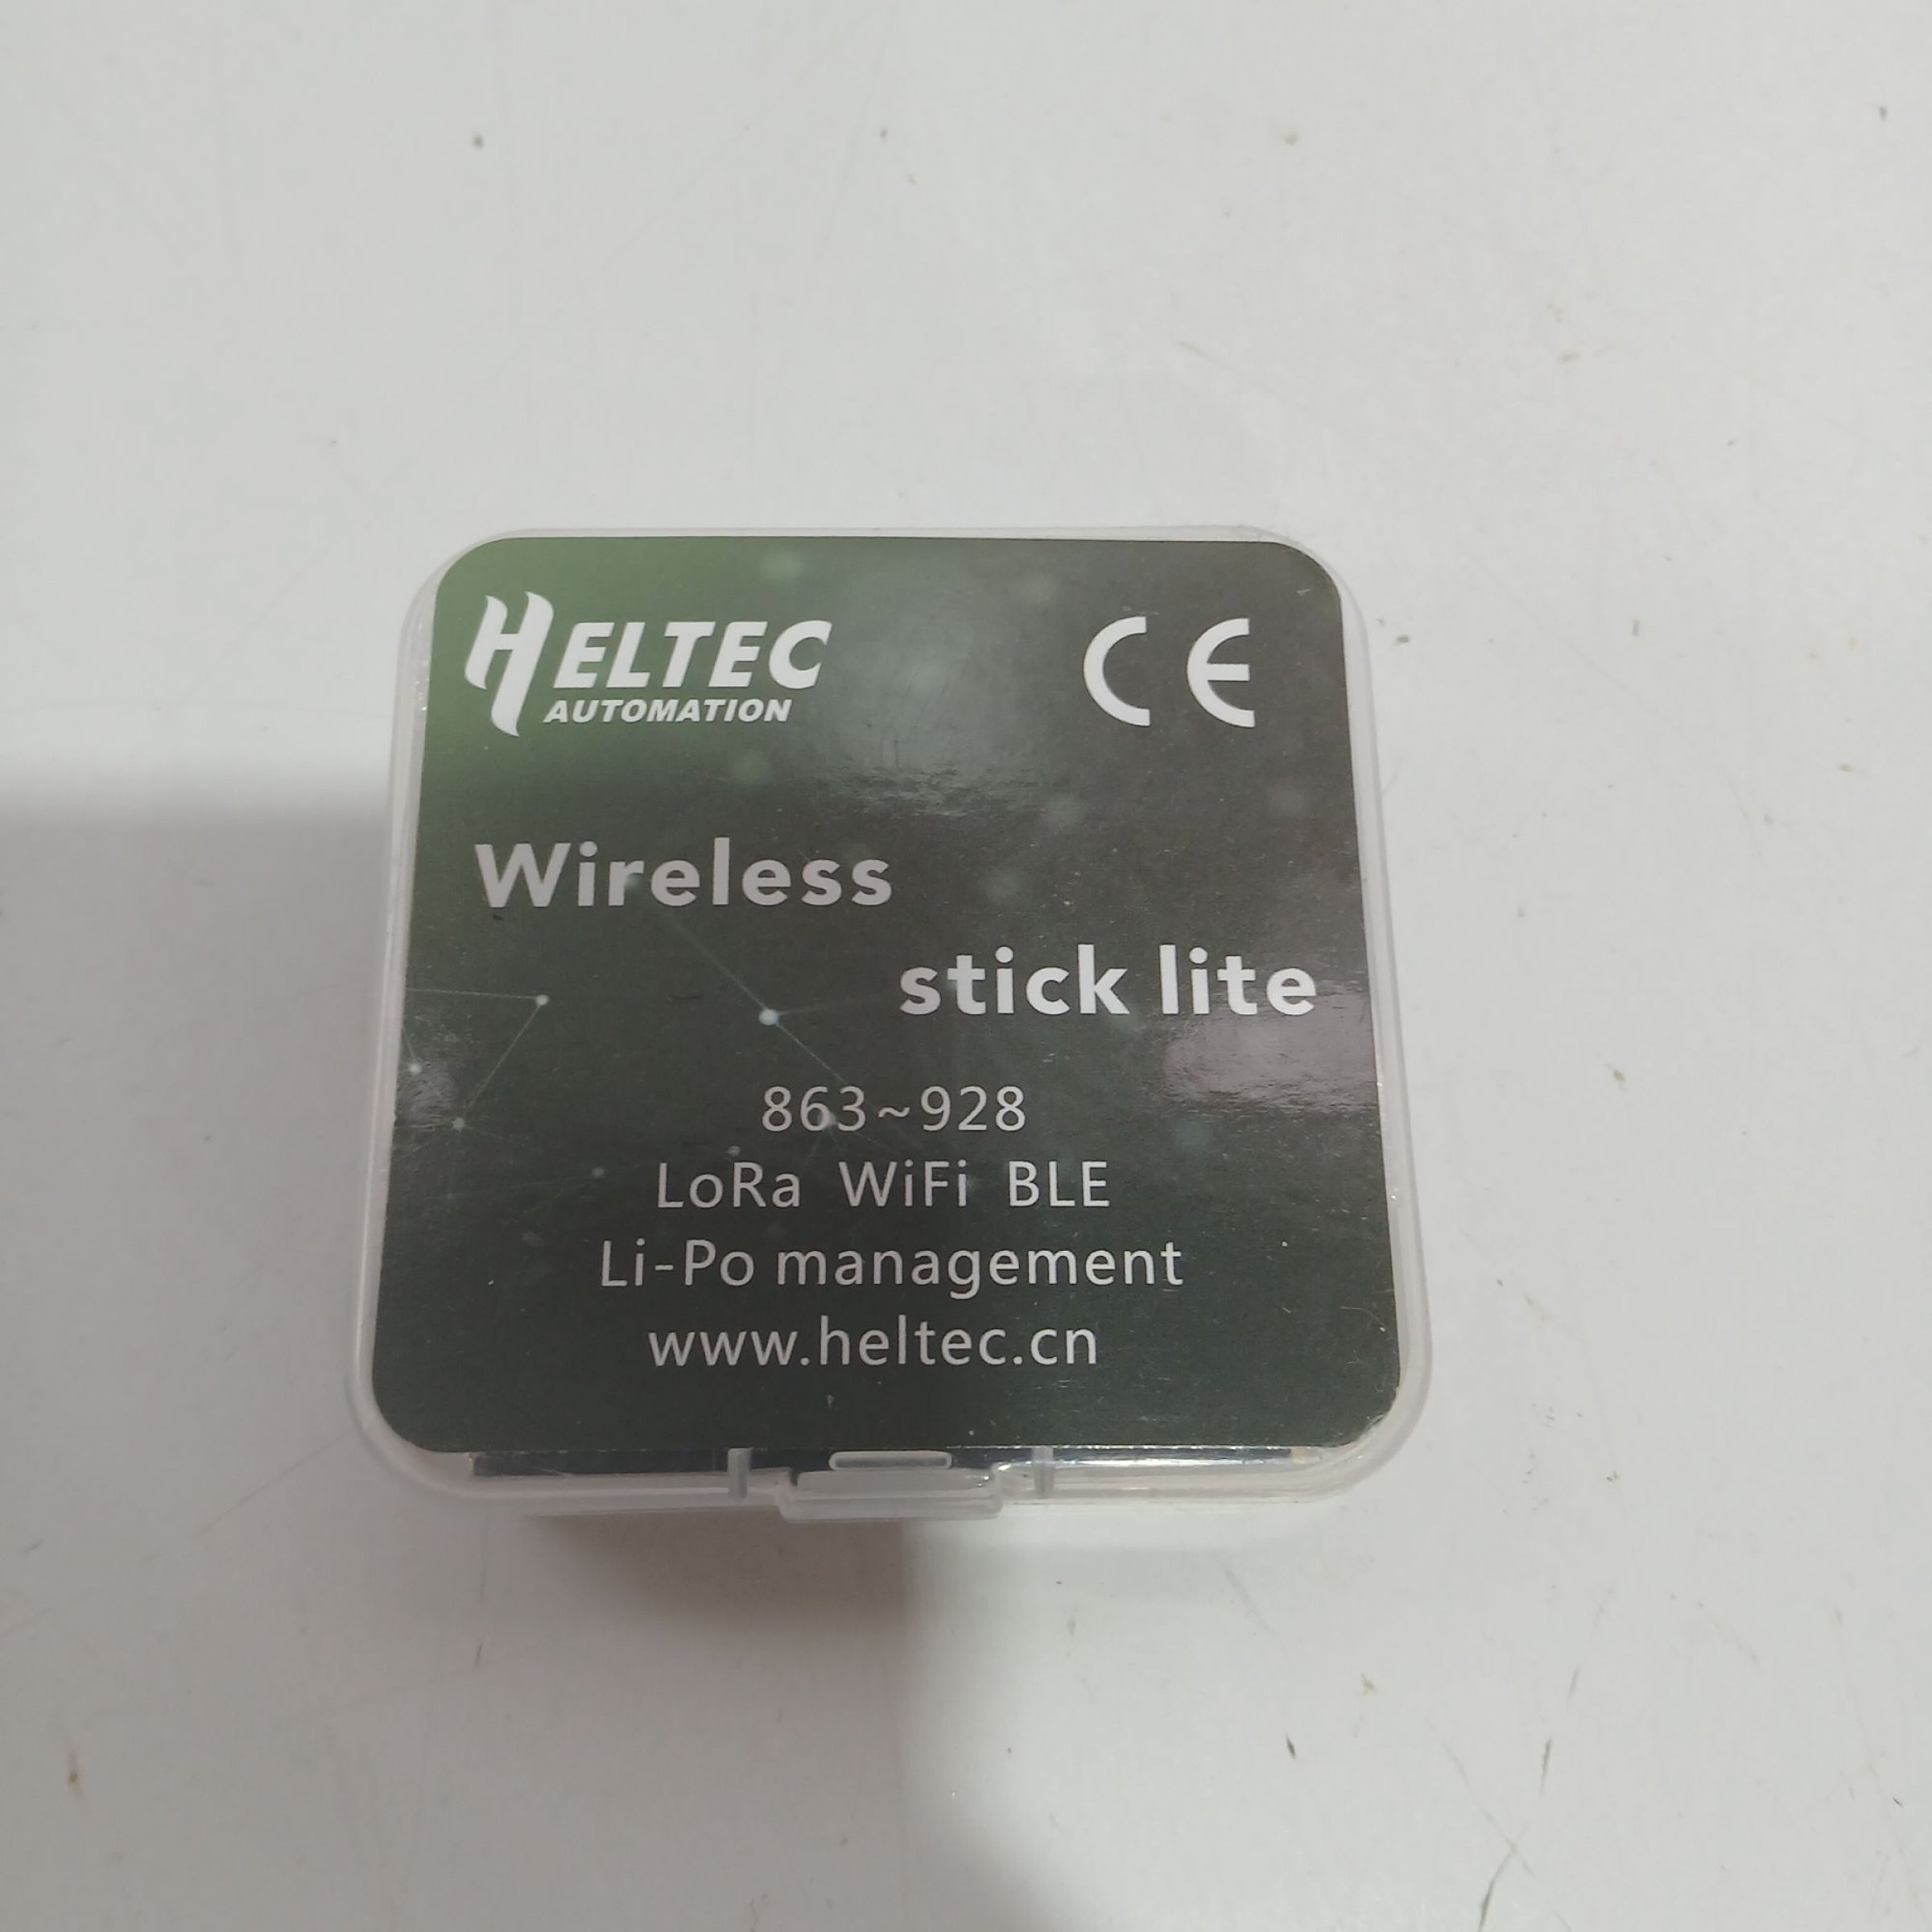 HELTEC CE
AUTOMATION
Wireless
stick lite
863~928
LoRa WiFi BLE
Li-Po management
www.heltec.cn